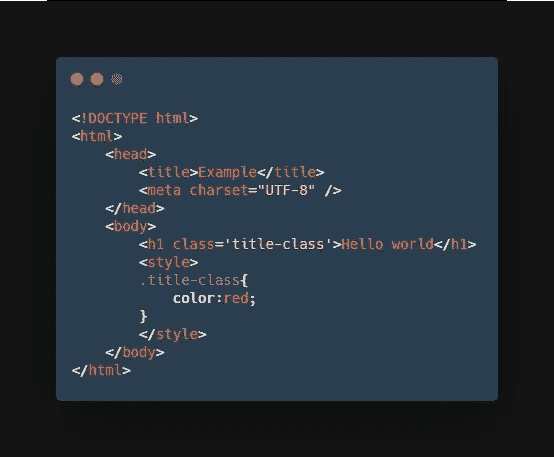 <!DOCTYPE html>
<html>
    <head>
        <title>Example</title>
        <meta charset="UTF-8" />
    </head>
    <body>
        <h1 class='title-class'>Hello world</h1>
        <style>
        .title-class{
            color:red;
        }
        </style>
    </body>
</html>